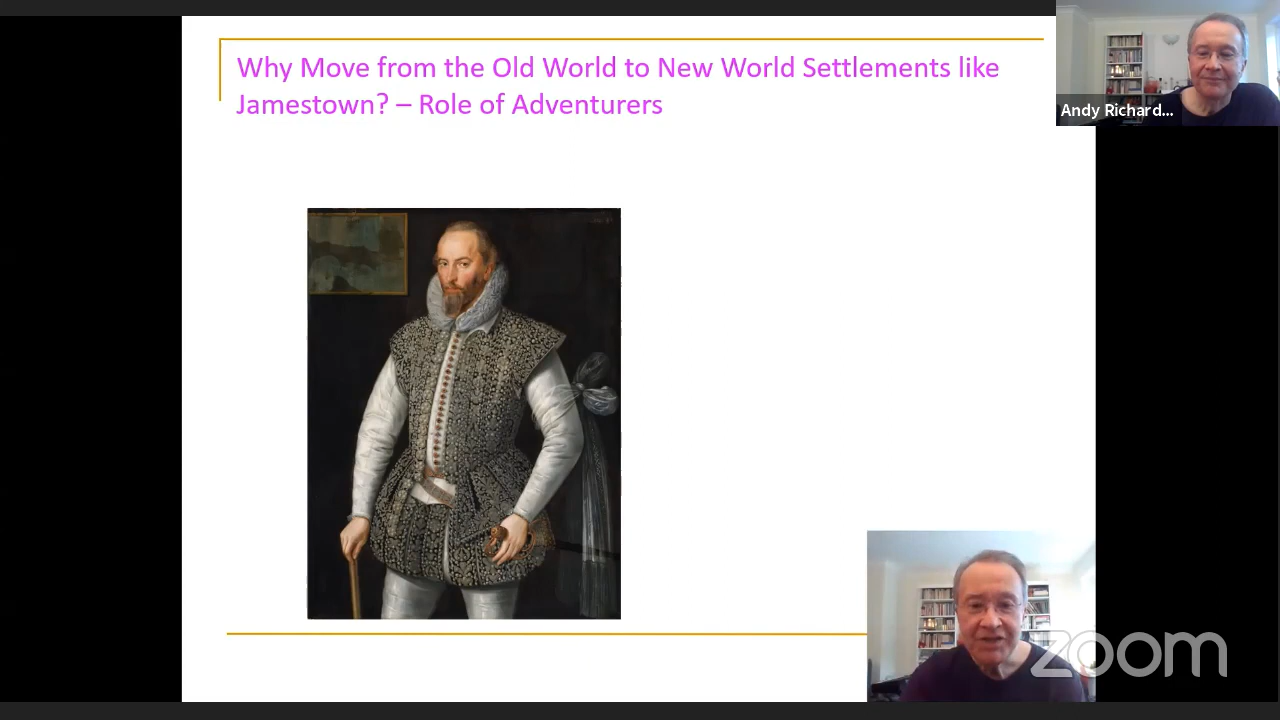 Why Move from the Old World to New World Settlements like
Jamestown? – Role of Adventurers
Andy Richard...
zoom